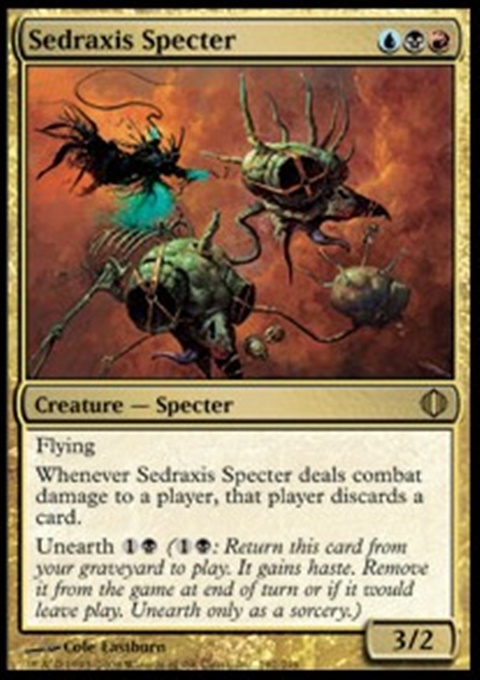 Sedraxis Specter
Creature — Specter
Flying
Whenever Sedraxis Specter deals combat
damage to a player, that player discards a
card.
Unearth 1 (1: Return this card from
your graveyard to play. It gains haste. Remove
it from the game at end of turn or if it would
leave play. Unearth only as a sorcery.)
Cole Eastburn
3/2